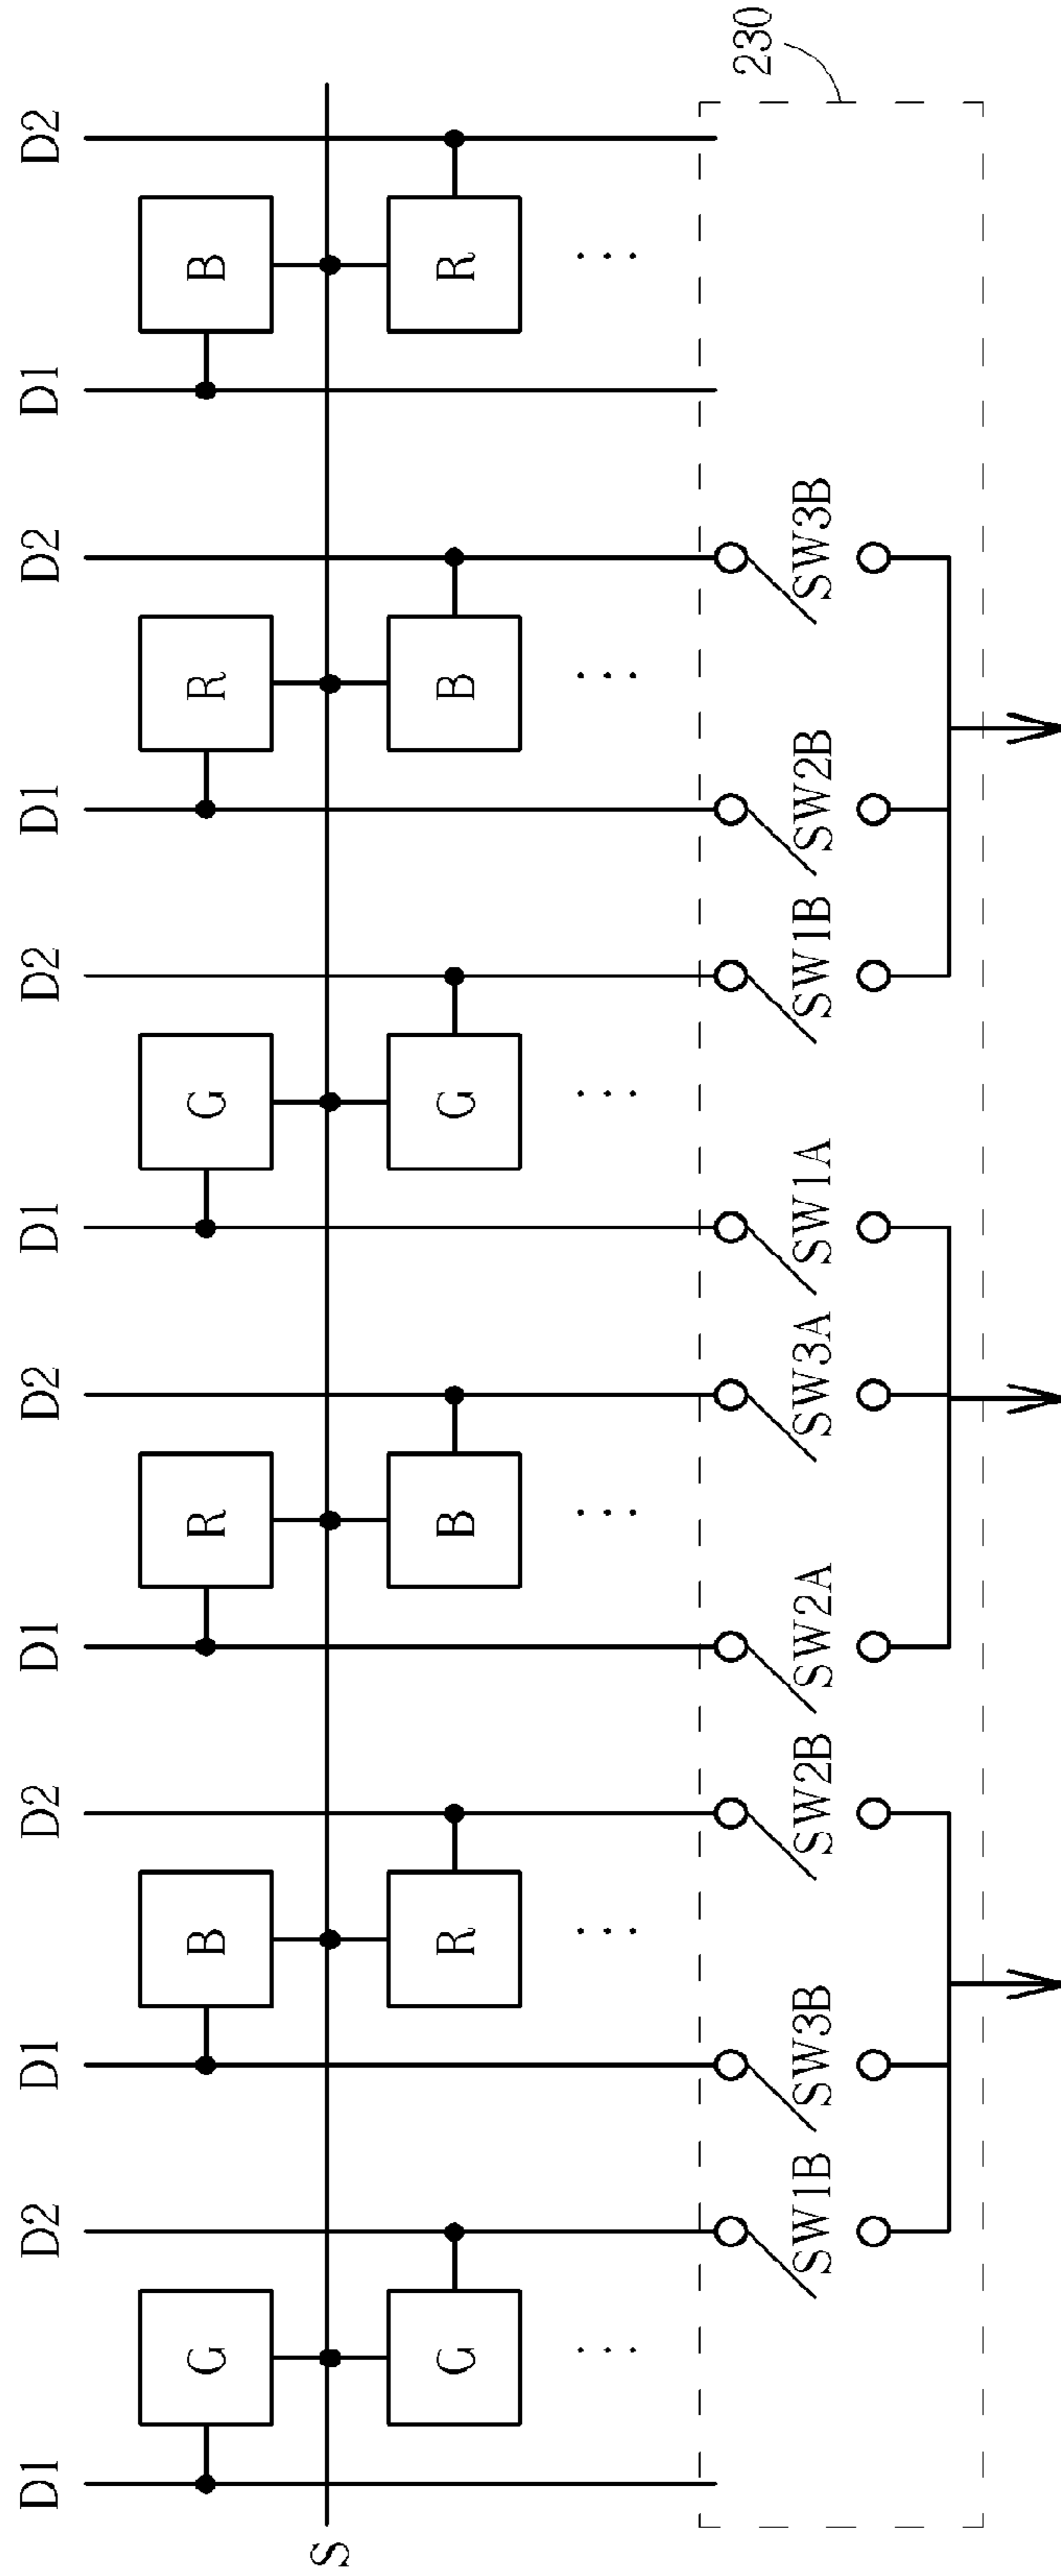 D1 D2 D1 D2 D1 D2 D1 D2 D1 D2 D1 D2
G B R G R B
S
G R B G B R
... ... ... ... ... ...
230
SW1B SW3B SW2B SW2A SW3A SW1A SW1B SW2B SW3B